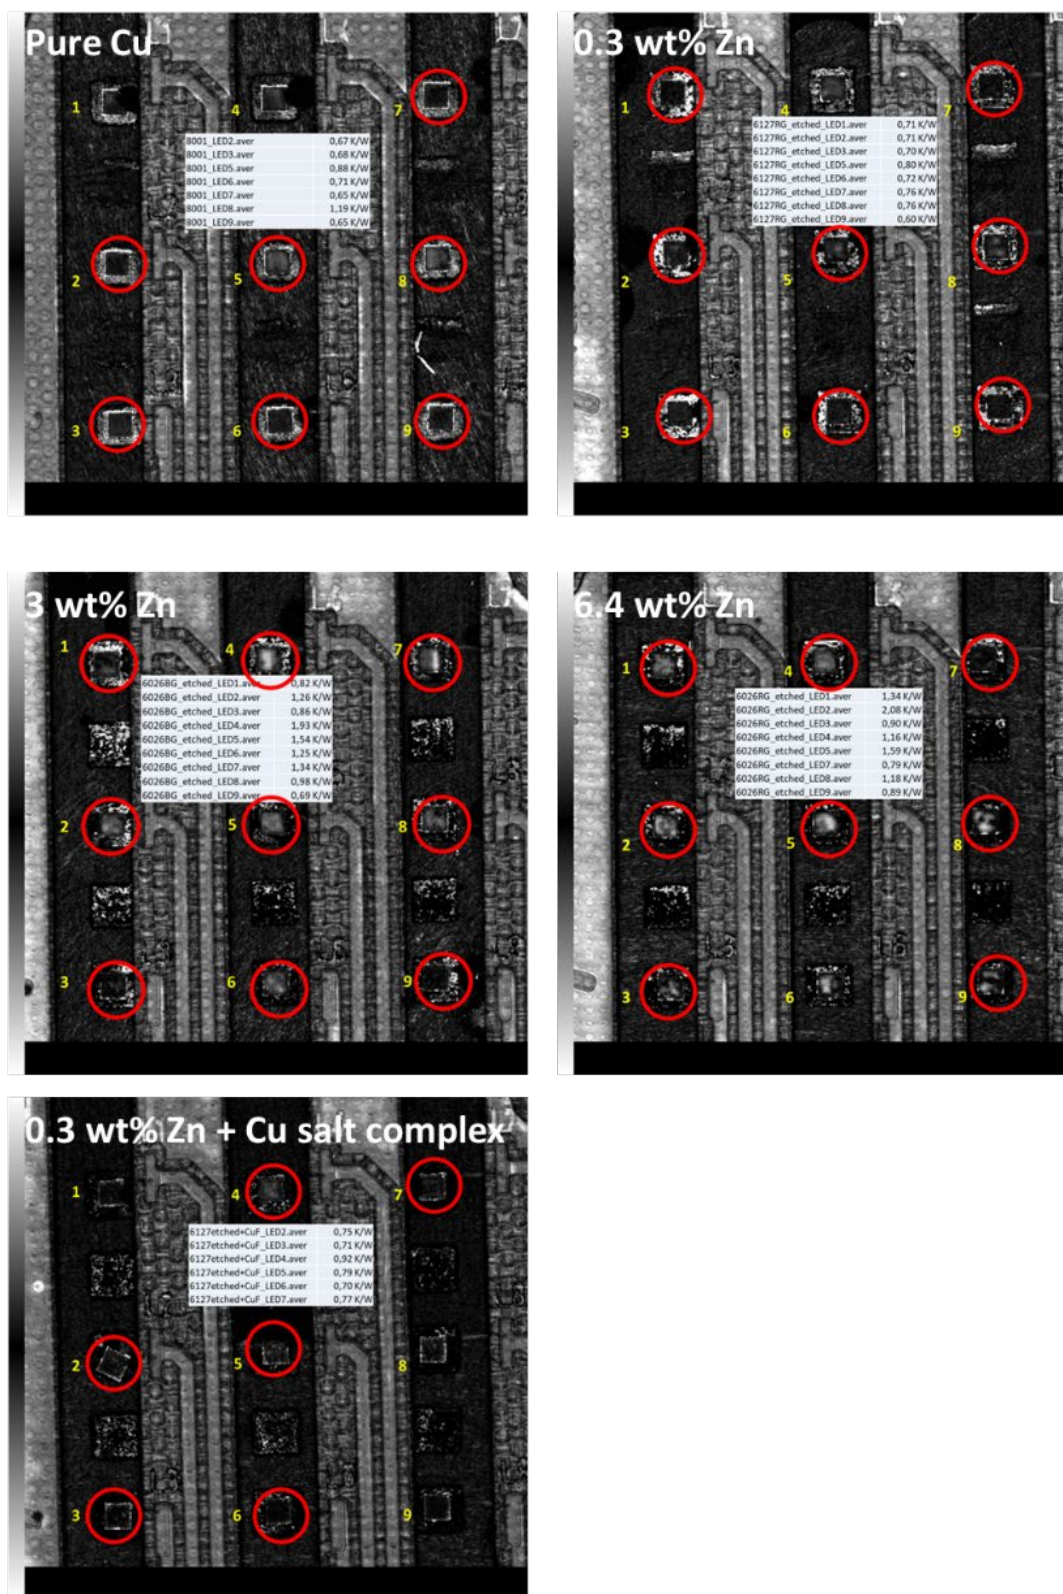 Pure Cu
1
4
7
8001_LED2.aver 0,67 K/W
8001_LED3.aver 0,68 K/W
8001_LED5.aver 0,88 K/W
8001_LED6.aver 0,71 K/W
8001_LED7.aver 0,65 K/W
8001_LED8.aver 1,19 K/W
8001_LED9.aver 0,65 K/W
2
5
8
3
6
9
0.3 wt% Zn
1
4
7
6127RG_etched_LED1.aver 0,71 K/W
6127RG_etched_LED2.aver 0,71 K/W
6127RG_etched_LED3.aver 0,70 K/W
6127RG_etched_LED5.aver 0,80 K/W
6127RG_etched_LED6.aver 0,72 K/W
6127RG_etched_LED7.aver 0,76 K/W
6127RG_etched_LED8.aver 0,76 K/W
6127RG_etched_LED9.aver 0,60 K/W
2
5
8
3
6
9
3 wt% Zn
L7
1
4
7
6026BG_etched_LED1.aver 0,82 K/W
6026BG_etched_LED2.aver 1,26 K/W
6026BG_etched_LED3.aver 0,86 K/W
6026BG_etched_LED4.aver 1,93 K/W
6026BG_etched_LED5.aver 1,54 K/W
6026BG_etched_LED6.aver 1,25 K/W
6026BG_etched_LED7.aver 1,34 K/W
6026BG_etched_LED8.aver 0,98 K/W
6026BG_etched_LED9.aver 0,69 K/W
2
5
8
3
6
9
6.4 wt% Zn
1
4
7
6026RG_etched_LED1.aver 1,34 K/W
6026RG_etched_LED2.aver 2,08 K/W
6026RG_etched_LED3.aver 0,90 K/W
6026RG_etched_LED4.aver 1,16 K/W
6026RG_etched_LED5.aver 1,59 K/W
6026RG_etched_LED7.aver 0,79 K/W
6026RG_etched_LED8.aver 1,18 K/W
6026RG_etched_LED9.aver 0,89 K/W
2
5
8
L3
L6
3
6
9
0.3 wt% Zn + Cu salt complex
1
4
7
6127etched+CuF_LED2.aver 0,75 K/W
6127etched+CuF_LED3.aver 0,71 K/W
6127etched+CuF_LED4.aver 0,92 K/W
6127etched+CuF_LED5.aver 0,79 K/W
6127etched+CuF_LED6.aver 0,70 K/W
6127etched+CuF_LED7.aver 0,77 K/W
2
5
8
3
6
9